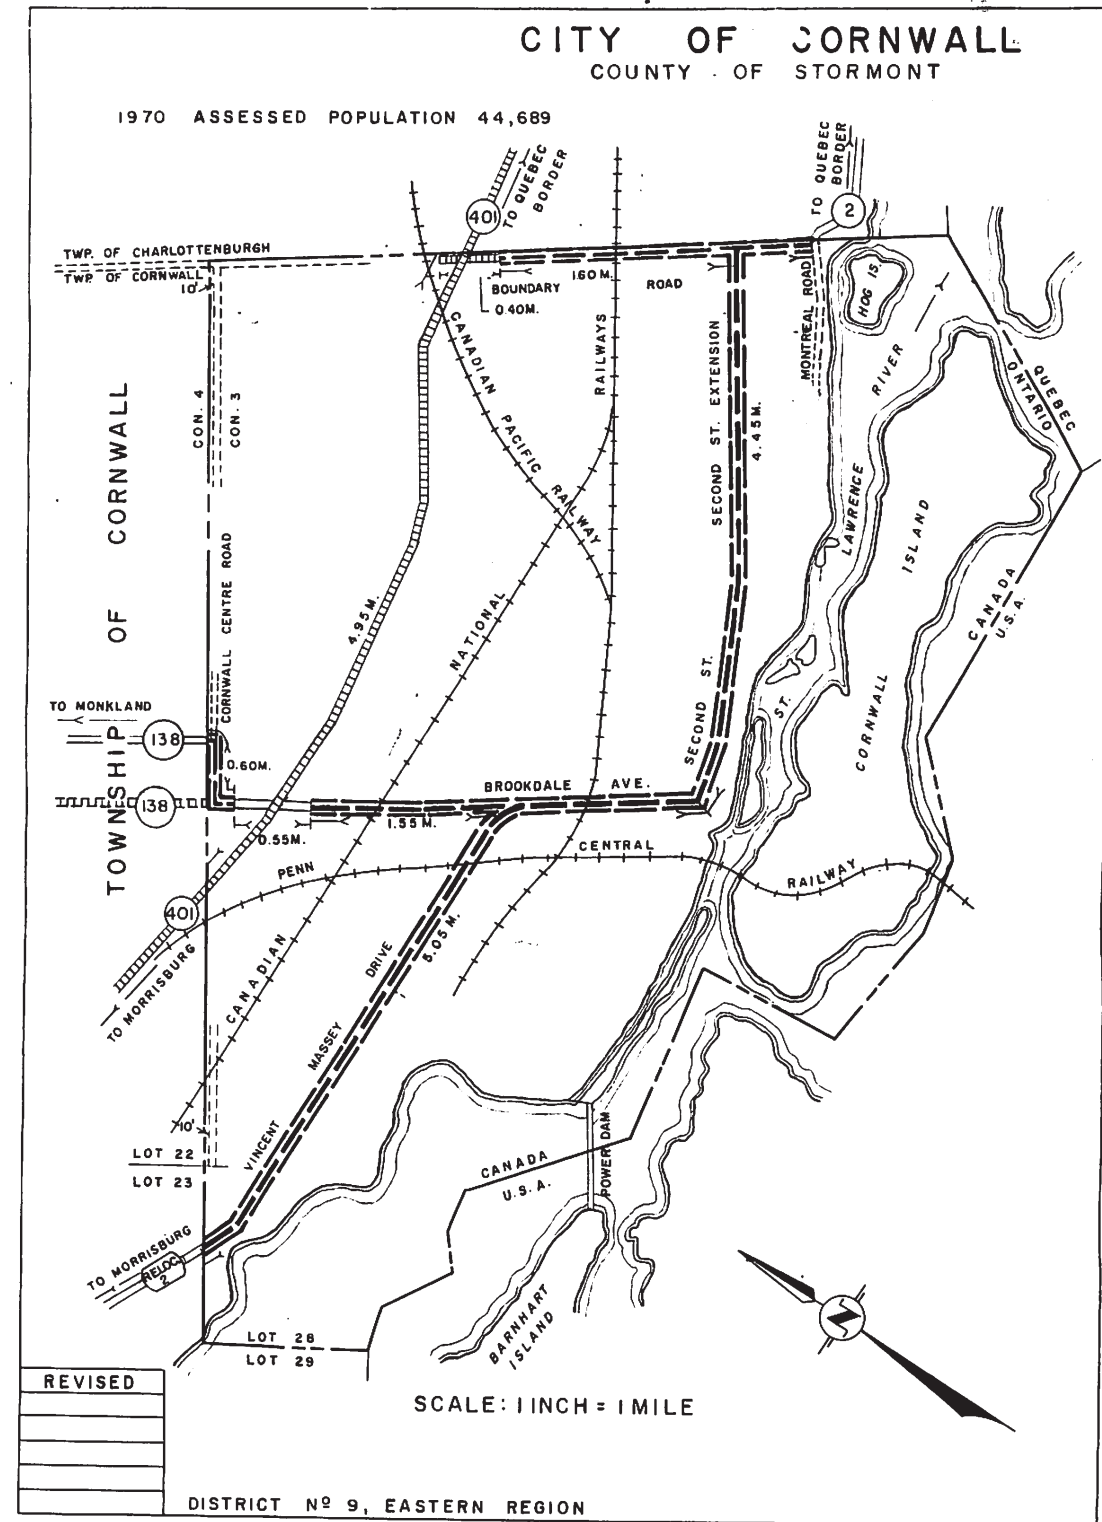 CITY OF CORNWALL
COUNTY OF STORMONT
1970 ASSESSED POPULATION 44,689
TO QUEBEC
BORDER
401
TO QUEBEC
BORDER
2
TWP. OF CHARLOTTENBURGH
TWP. OF CORNWALL
10'
BOUNDARY
ROAD
1.60 M.
0.40M.
MONTREAL ROAD
HOG IS.
RIVER
LAWRENCE
ST.
QUEBEC
ONTARIO
CON. 4
CON. 3
CANADIAN PACIFIC RAILWAY
RAILWAYS
NATIONAL
CANADIAN
SECOND ST. EXTENSION
4.45M.
SECOND ST.
CORNWALL
ISLAND
CANADA
U.S.A.
TOWNSHIP OF CORNWALL
CORNWALL CENTRE ROAD
4.95M.
TO MONKLAND
138
0.60M.
138
BROOKDALE AVE.
0.55M.
1.55M.
PENN
CENTRAL
RAILWAY
401
TO MORRISBURG
VINCENT
MASSEY
DRIVE
5.05M.
10'
LOT 22
LOT 23
CANADA
U.S.A.
POWER DAM
TO MORRISBURG
RELOC.
2
BARNHART
ISLAND
LOT 28
LOT 29
N
REVISED
SCALE: 1 INCH = 1 MILE
DISTRICT Nº 9, EASTERN REGION